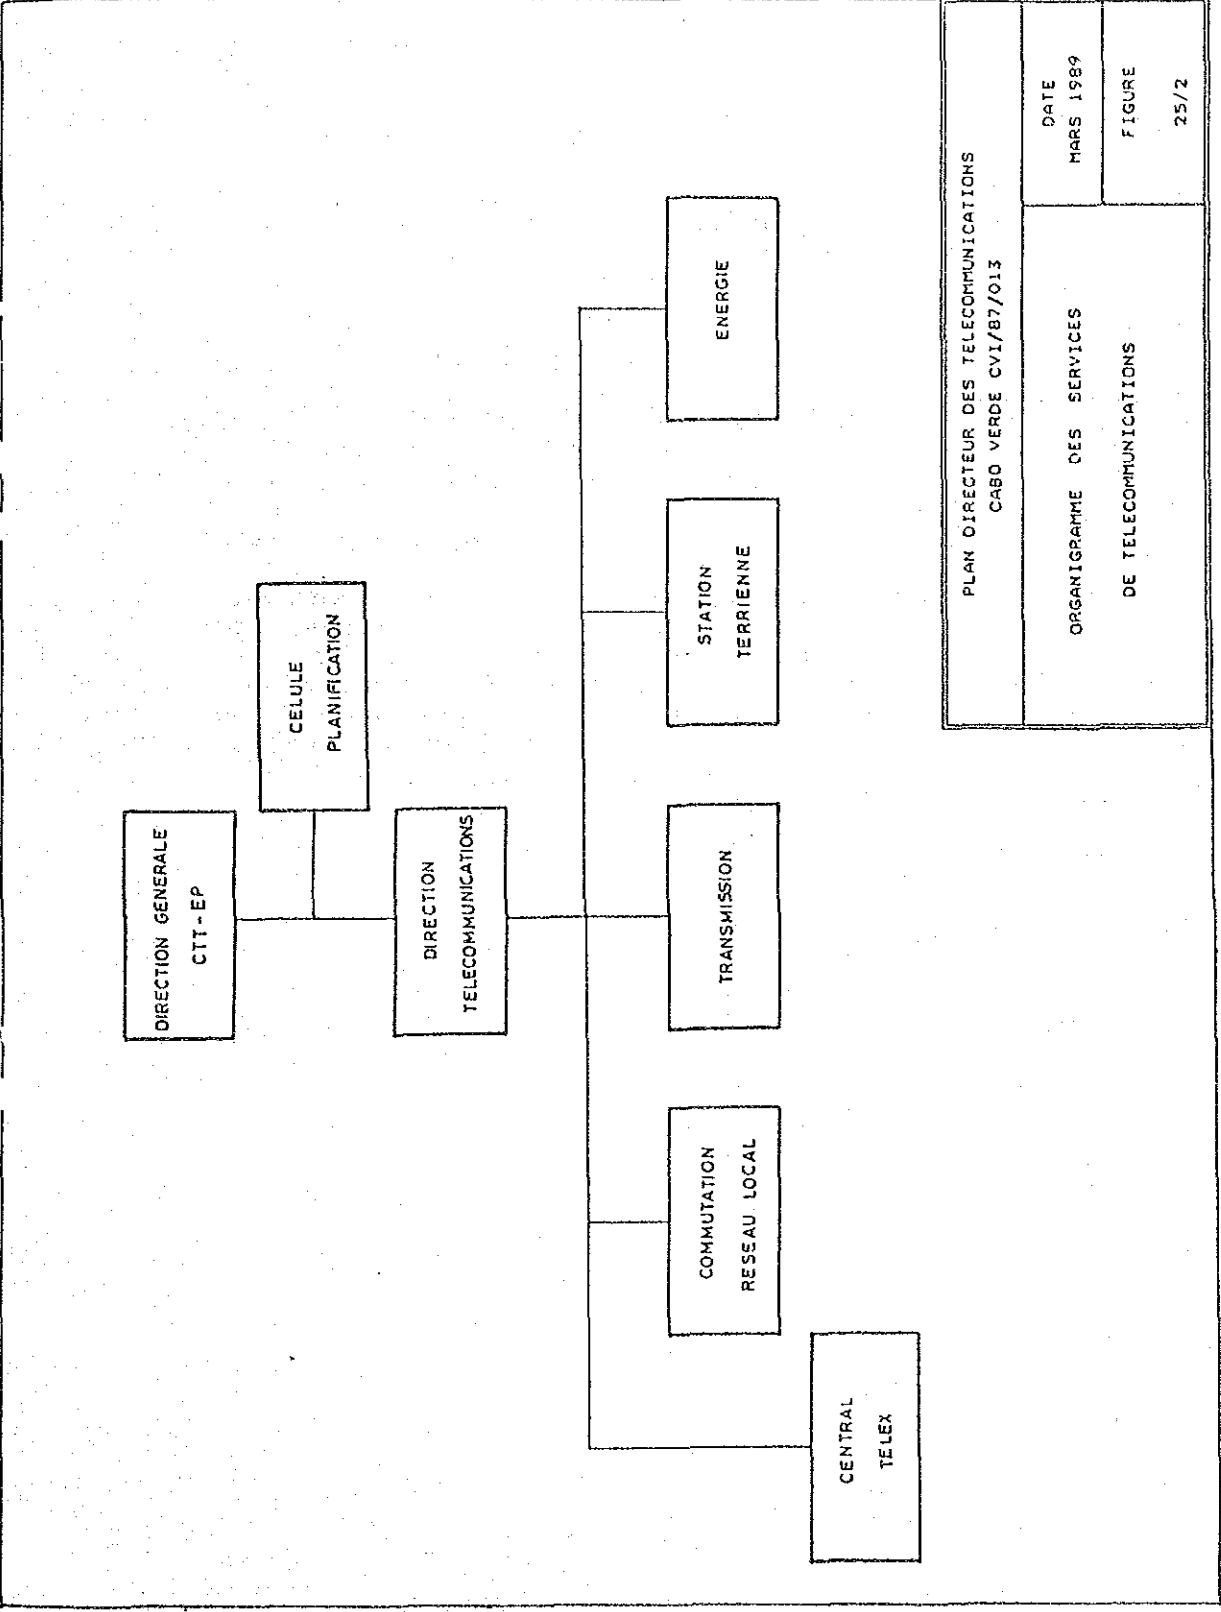 DIRECTION GENERALE
CTT-EP
CELULE
PLANIFICATION
DIRECTION
TELECOMMUNICATIONS
CENTRAL
TELEX
COMMUTATION
RESEAU LOCAL
TRANSMISSION
STATION
TERRIENNE
ENERGIE
PLAN DIRECTEUR DES TELECOMMUNICATIONS
CABO VERDE CVI/87/013
ORGANIGRAMME DES SERVICES
DE TELECOMMUNICATIONS
DATE
MARS 1989
FIGURE
25/2